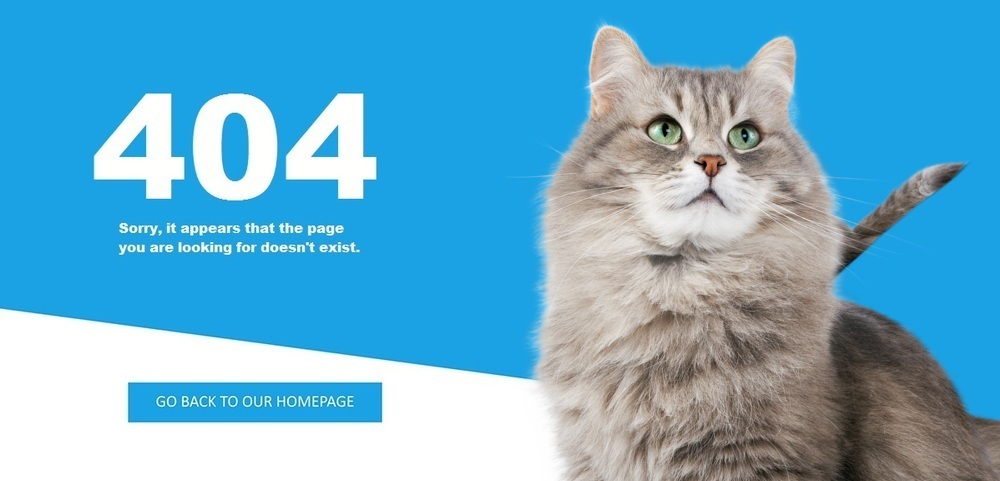 404
Sorry, it appears that the page
you are looking for doesn't exist.
GO BACK TO OUR HOMEPAGE